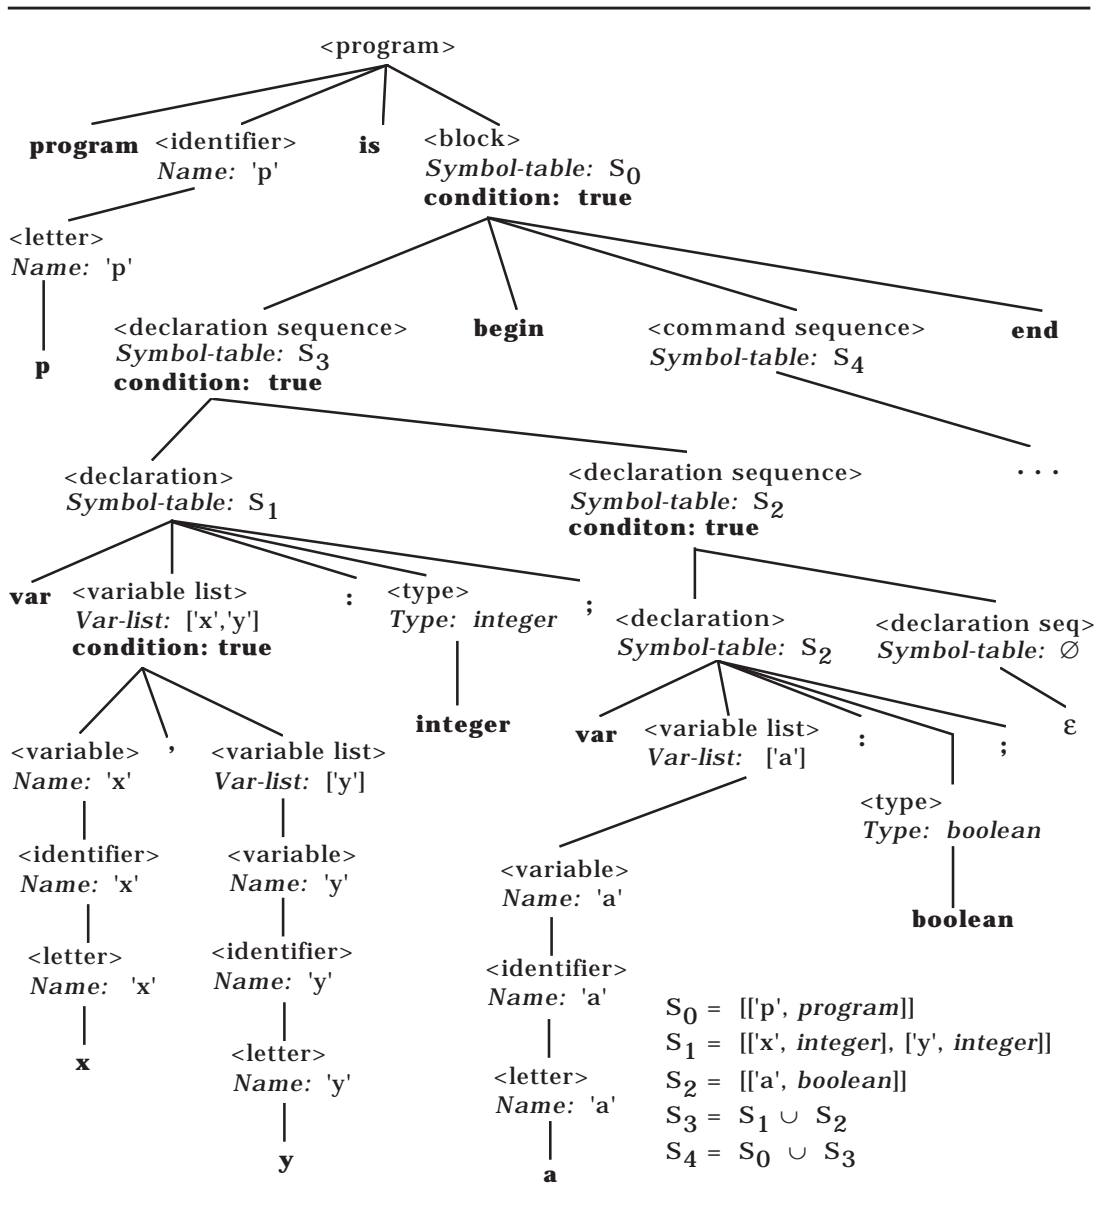 <program>
program <identifier> is <block>
Name: 'p' Symbol-table: S0
condition: true
<letter>
Name: 'p'
<declaration sequence> begin <command sequence> end
Symbol-table: S3 Symbol-table: S4
p condition: true
<declaration> <declaration sequence> . . .
Symbol-table: S1 Symbol-table: S2
conditon: true
var <variable list> : <type> ;
Var-list: ['x','y'] Type: integer <declaration> <declaration seq>
condition: true Symbol-table: S2 Symbol-table: ∅
integer var <variable list> : ; ε
<variable> , <variable list> Var-list: ['a']
Name: 'x' Var-list: ['y']
<type>
Type: boolean
<identifier> <variable> <variable>
Name: 'x' Name: 'y' Name: 'a'
boolean
<letter> <identifier> <identifier>
Name: 'x' Name: 'y' Name: 'a'
S0 = [['p', program]]
x <letter> S1 = [['x', integer], ['y', integer]]
Name: 'y' <letter> S2 = [['a', boolean]]
Name: 'a' S3 = S1 ∪ S2
y S4 = S0 ∪ S3
a